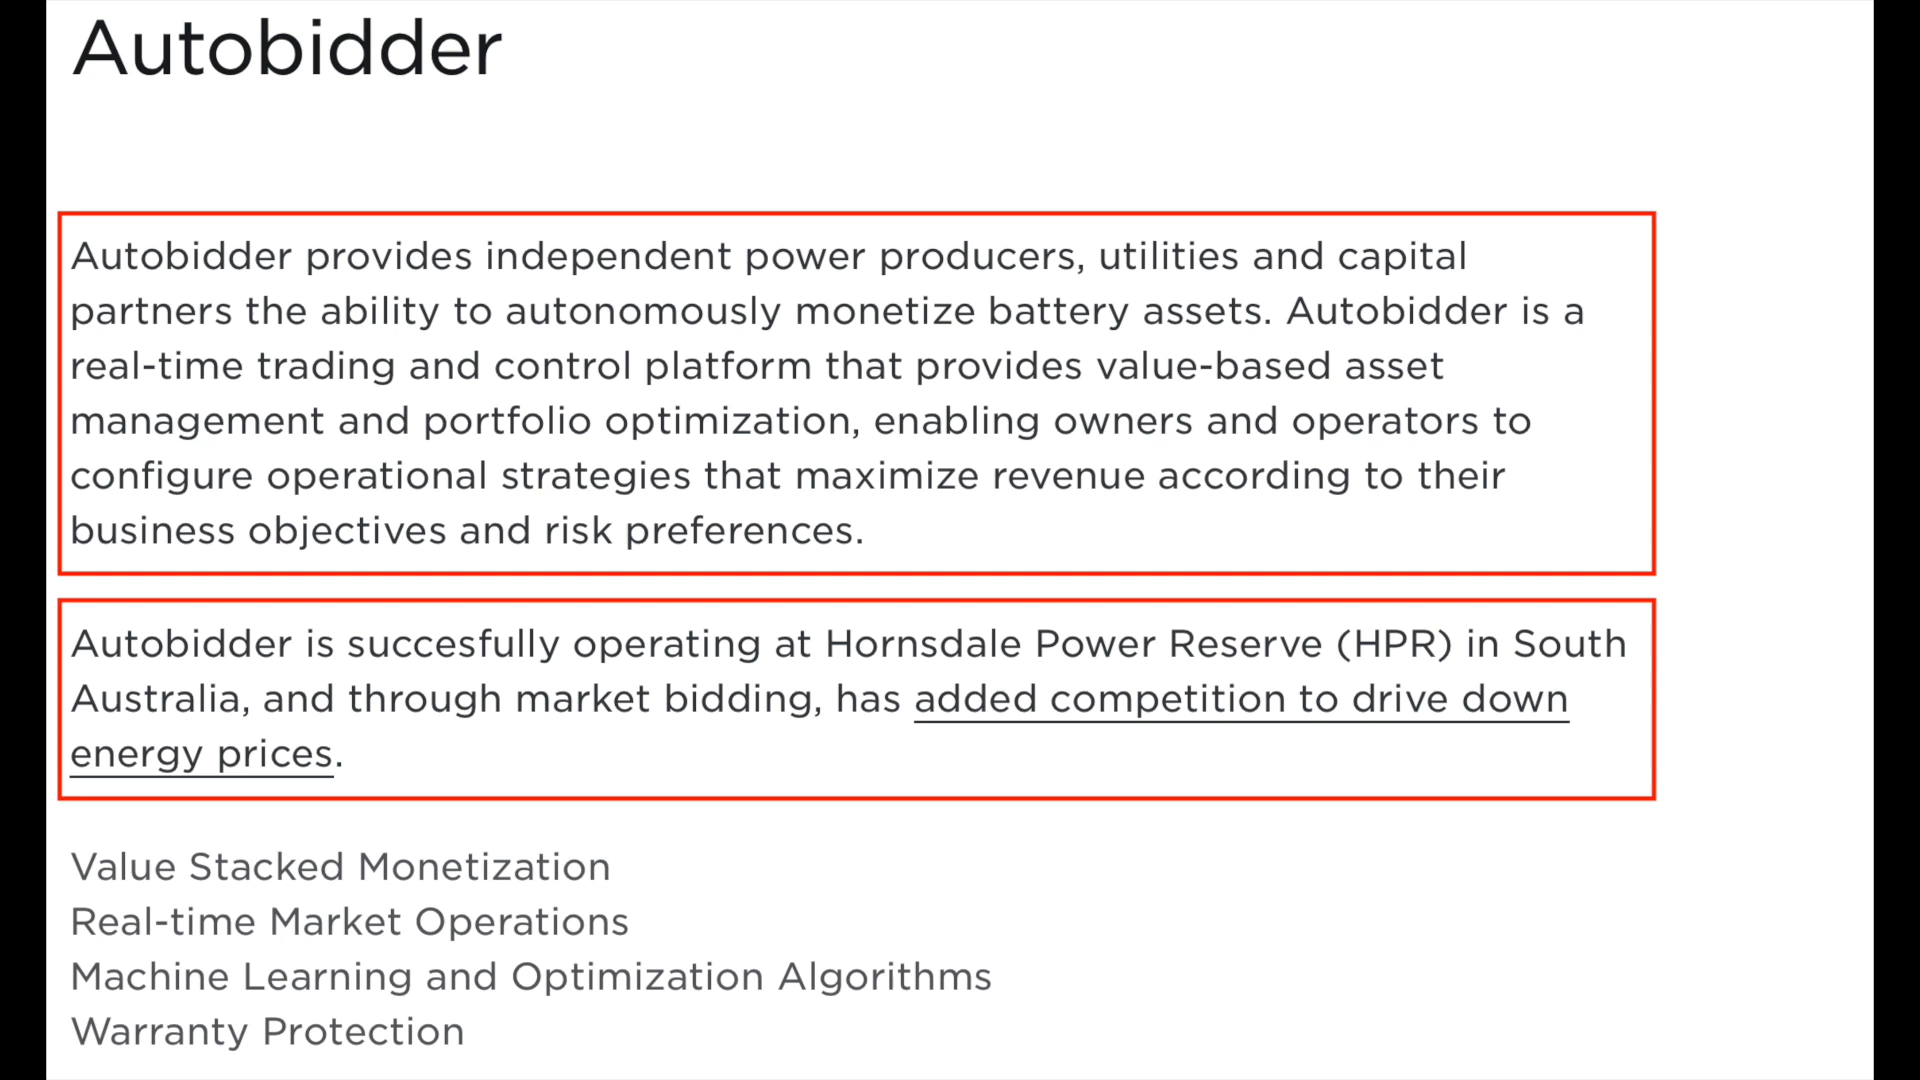 Autobidder
Autobidder provides independent power producers, utilities and capital
partners the ability to autonomously monetize battery assets. Autobidder is a
real-time trading and control platform that provides value-based asset
management and portfolio optimization, enabling owners and operators to
configure operational strategies that maximize revenue according to their
business objectives and risk preferences.
Autobidder is succesfully operating at Hornsdale Power Reserve (HPR) in South
Australia, and through market bidding, has added competition to drive down
energy prices.
Value Stacked Monetization
Real-time Market Operations
Machine Learning and Optimization Algorithms
Warranty Protection